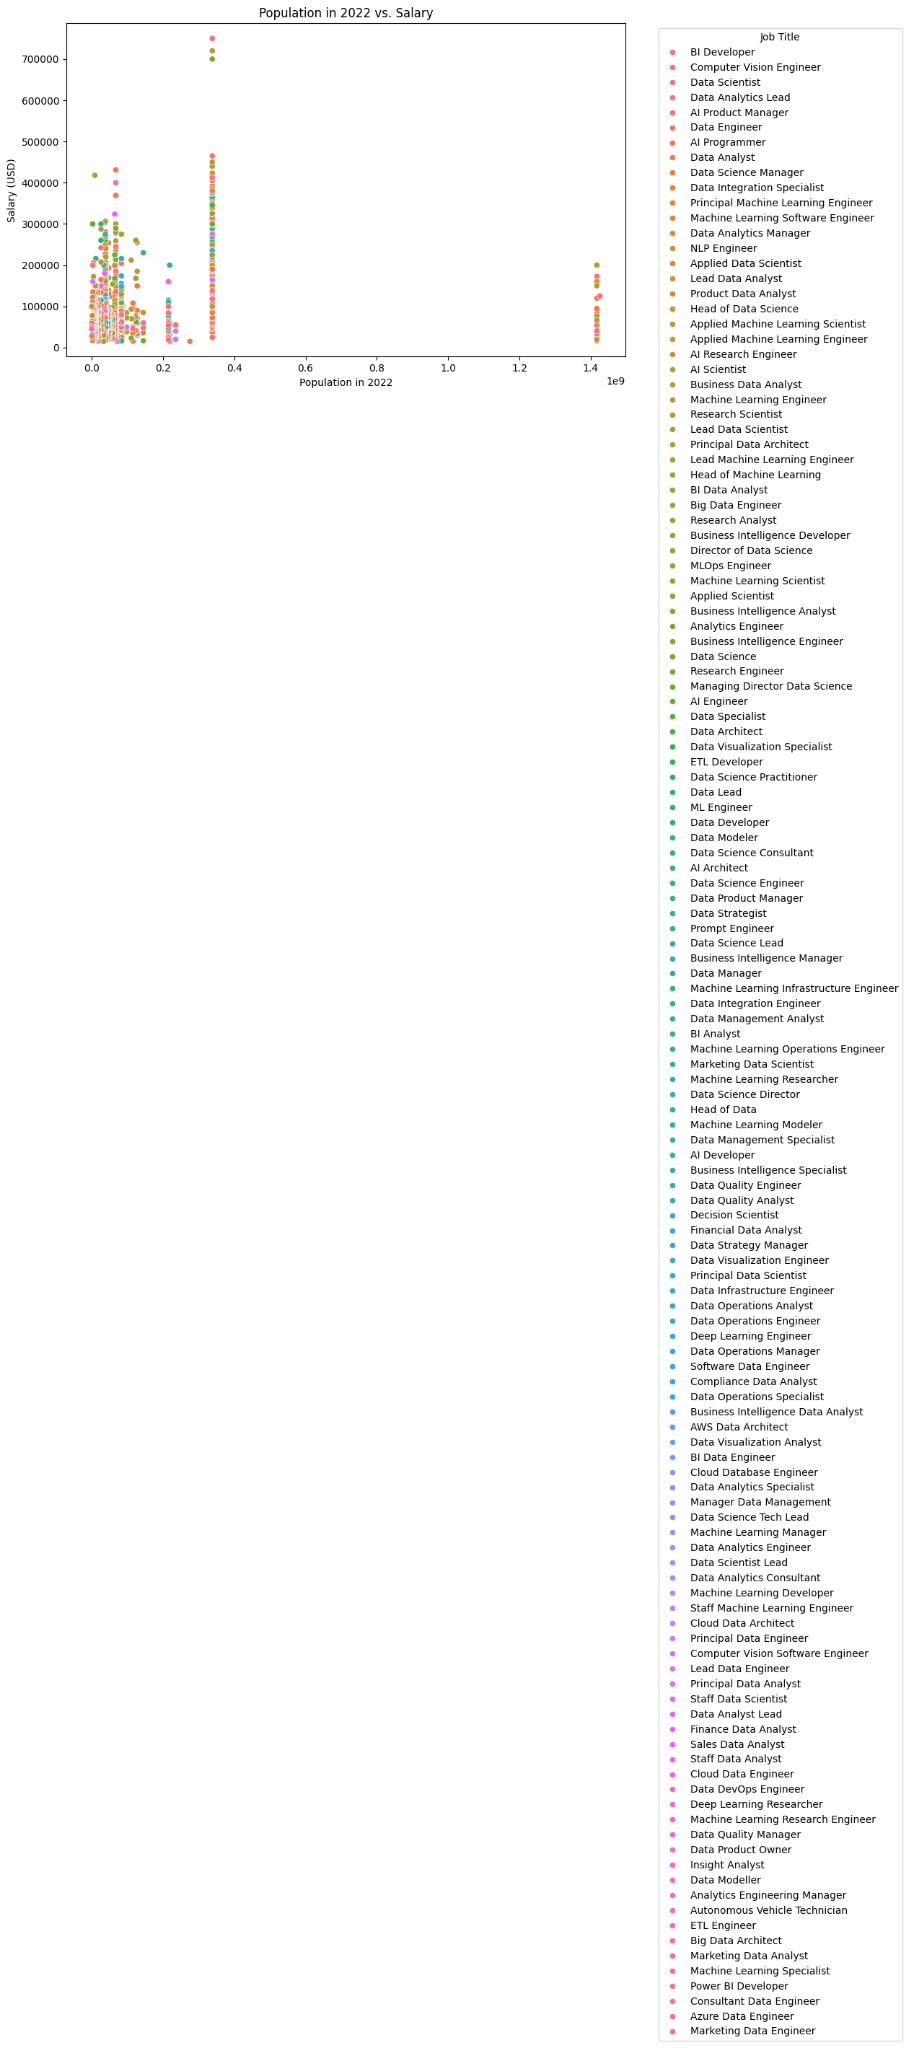 Population in 2022 vs. Salary
700000
600000
500000
400000
300000
200000
100000
0
Salary (USD)
0.0 0.2 0.4 0.6 0.8 1.0 1.2 1.4
1e9
Population in 2022
Job Title
BI Developer
Computer Vision Engineer
Data Scientist
Data Analytics Lead
AI Product Manager
Data Engineer
AI Programmer
Data Analyst
Data Science Manager
Data Integration Specialist
Principal Machine Learning Engineer
Machine Learning Software Engineer
Data Analytics Manager
NLP Engineer
Applied Data Scientist
Lead Data Analyst
Product Data Analyst
Head of Data Science
Applied Machine Learning Scientist
Applied Machine Learning Engineer
AI Research Engineer
AI Scientist
Business Data Analyst
Machine Learning Engineer
Research Scientist
Lead Data Scientist
Principal Data Architect
Lead Machine Learning Engineer
Head of Machine Learning
BI Data Analyst
Big Data Engineer
Research Analyst
Business Intelligence Developer
Director of Data Science
MLOps Engineer
Machine Learning Scientist
Applied Scientist
Business Intelligence Analyst
Analytics Engineer
Business Intelligence Engineer
Data Science
Research Engineer
Managing Director Data Science
AI Engineer
Data Specialist
Data Architect
Data Visualization Specialist
ETL Developer
Data Science Practitioner
Data Lead
ML Engineer
Data Developer
Data Modeler
Data Science Consultant
AI Architect
Data Science Engineer
Data Product Manager
Data Strategist
Prompt Engineer
Data Science Lead
Business Intelligence Manager
Data Manager
Machine Learning Infrastructure Engineer
Data Integration Engineer
Data Management Analyst
BI Analyst
Machine Learning Operations Engineer
Marketing Data Scientist
Machine Learning Researcher
Data Science Director
Head of Data
Machine Learning Modeler
Data Management Specialist
AI Developer
Business Intelligence Specialist
Data Quality Engineer
Data Quality Analyst
Decision Scientist
Financial Data Analyst
Data Strategy Manager
Data Visualization Engineer
Principal Data Scientist
Data Infrastructure Engineer
Data Operations Analyst
Data Operations Engineer
Deep Learning Engineer
Data Operations Manager
Software Data Engineer
Compliance Data Analyst
Data Operations Specialist
Business Intelligence Data Analyst
AWS Data Architect
Data Visualization Analyst
BI Data Engineer
Cloud Database Engineer
Data Analytics Specialist
Manager Data Management
Data Science Tech Lead
Machine Learning Manager
Data Analytics Engineer
Data Scientist Lead
Data Analytics Consultant
Machine Learning Developer
Staff Machine Learning Engineer
Cloud Data Architect
Principal Data Engineer
Computer Vision Software Engineer
Lead Data Engineer
Principal Data Analyst
Staff Data Scientist
Data Analyst Lead
Finance Data Analyst
Sales Data Analyst
Staff Data Analyst
Cloud Data Engineer
Data DevOps Engineer
Deep Learning Researcher
Machine Learning Research Engineer
Data Quality Manager
Data Product Owner
Insight Analyst
Data Modeller
Analytics Engineering Manager
Autonomous Vehicle Technician
ETL Engineer
Big Data Architect
Marketing Data Analyst
Machine Learning Specialist
Power BI Developer
Consultant Data Engineer
Azure Data Engineer
Marketing Data Engineer